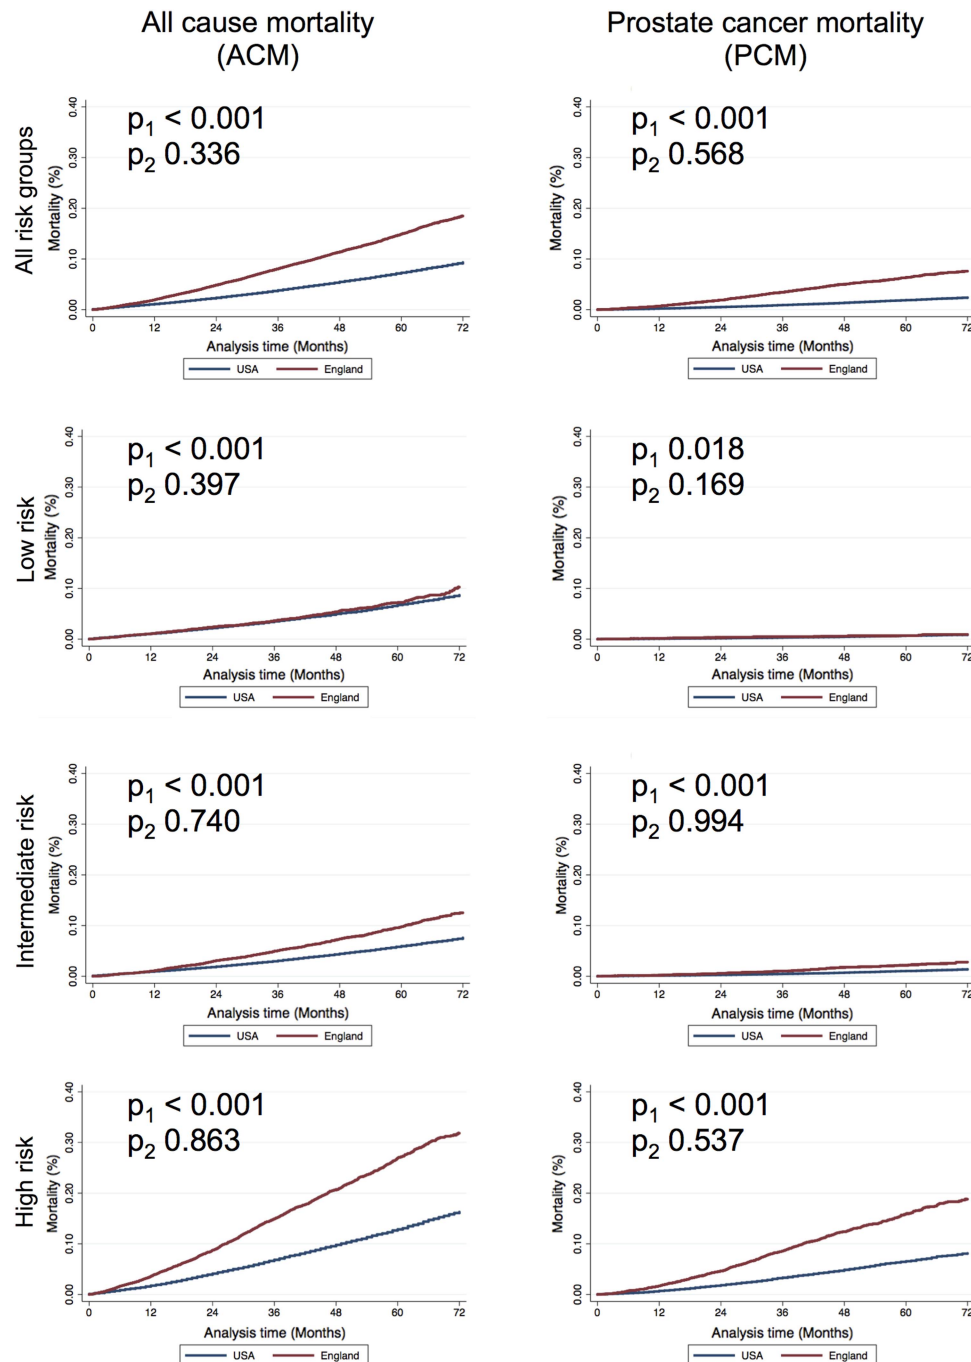 All cause mortality
(ACM)
Prostate cancer mortality
(PCM)
All risk groups
Mortality (%)
0.00
0.10
0.20
0.30
0.40
p1 < 0.001
p2 0.336
0 12 24 36 48 60 72
Analysis time (Months)
USA England
Mortality (%)
0.00
0.10
0.20
0.30
0.40
p1 < 0.001
p2 0.568
0 12 24 36 48 60 72
Analysis time (Months)
USA England
Low risk
Mortality (%)
0.00
0.10
0.20
0.30
0.40
p1 < 0.001
p2 0.397
0 12 24 36 48 60 72
Analysis time (Months)
USA England
Mortality (%)
0.00
0.10
0.20
0.30
0.40
p1 0.018
p2 0.169
0 12 24 36 48 60 72
Analysis time (Months)
USA England
Intermediate risk
Mortality (%)
0.00
0.10
0.20
0.30
0.40
p1 < 0.001
p2 0.740
0 12 24 36 48 60 72
Analysis time (Months)
USA England
Mortality (%)
0.00
0.10
0.20
0.30
0.40
p1 < 0.001
p2 0.994
0 12 24 36 48 60 72
Analysis time (Months)
USA England
High risk
Mortality (%)
0.00
0.10
0.20
0.30
0.40
p1 < 0.001
p2 0.863
0 12 24 36 48 60 72
Analysis time (Months)
USA England
Mortality (%)
0.00
0.10
0.20
0.30
0.40
p1 < 0.001
p2 0.537
0 12 24 36 48 60 72
Analysis time (Months)
USA England